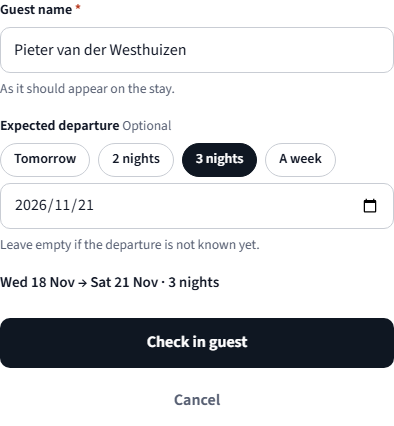 Guest name *
Pieter van der Westhuizen
As it should appear on the stay.
Expected departure Optional
Tomorrow 2 nights 3 nights A week
2026/11/21
Leave empty if the departure is not known yet.
Wed 18 Nov → Sat 21 Nov · 3 nights
Check in guest
Cancel